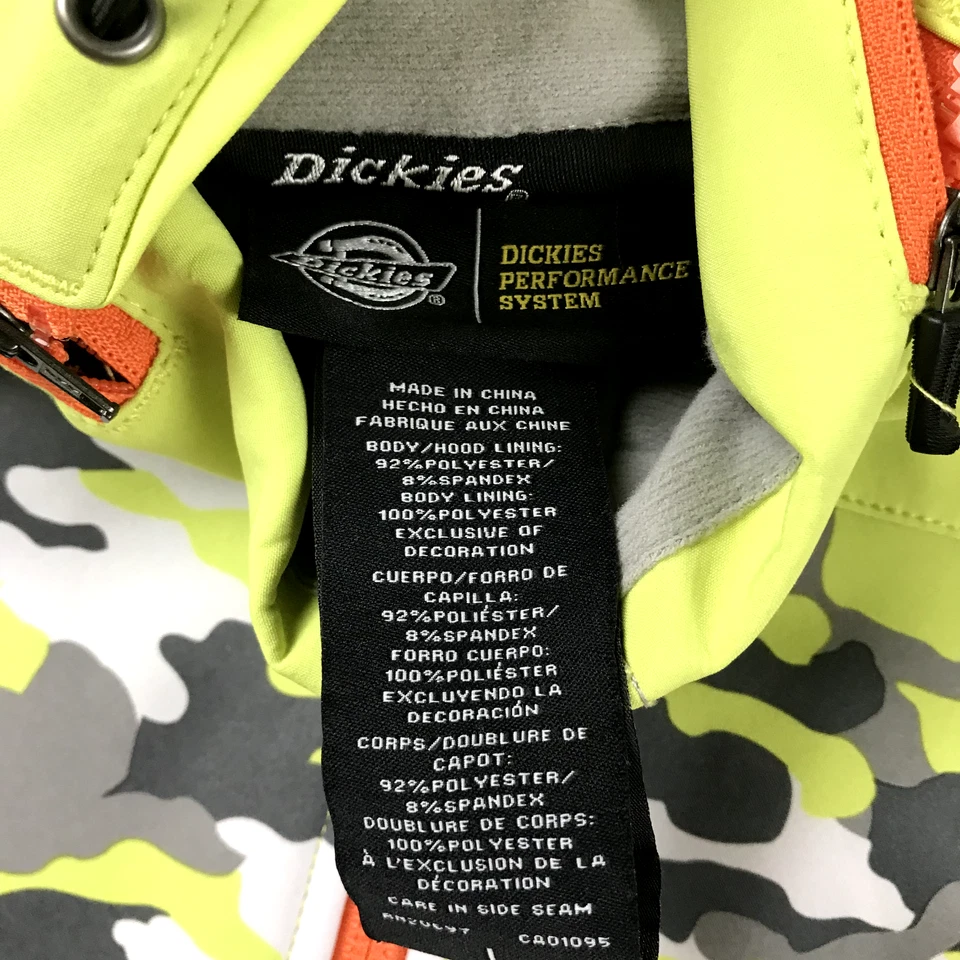 Dickies®
Dickies®
DICKIES
PERFORMANCE
SYSTEM
MADE IN CHINA
HECHO EN CHINA
FABRIQUE AUX CHINE
BODY/HOOD LINING:
92%POLYESTER/
8%SPANDEX
BODY LINING:
100%POLYESTER
EXCLUSIVE OF
DECORATION
CUERPO/FORRO DE
CAPILLA:
92%POLIÉSTER/
8%SPANDEX
FORRO CUERPO:
100%POLIÉSTER
EXCLUYENDO LA
DECORACIÓN
CORPS/DOUBLURE DE
CAPOT:
92%POLYESTER/
8%SPANDEX
DOUBLURE DE CORPS:
100%POLYESTER
À L'EXCLUSION DE LA
DÉCORATION
CARE IN SIDE SEAM
CA01095